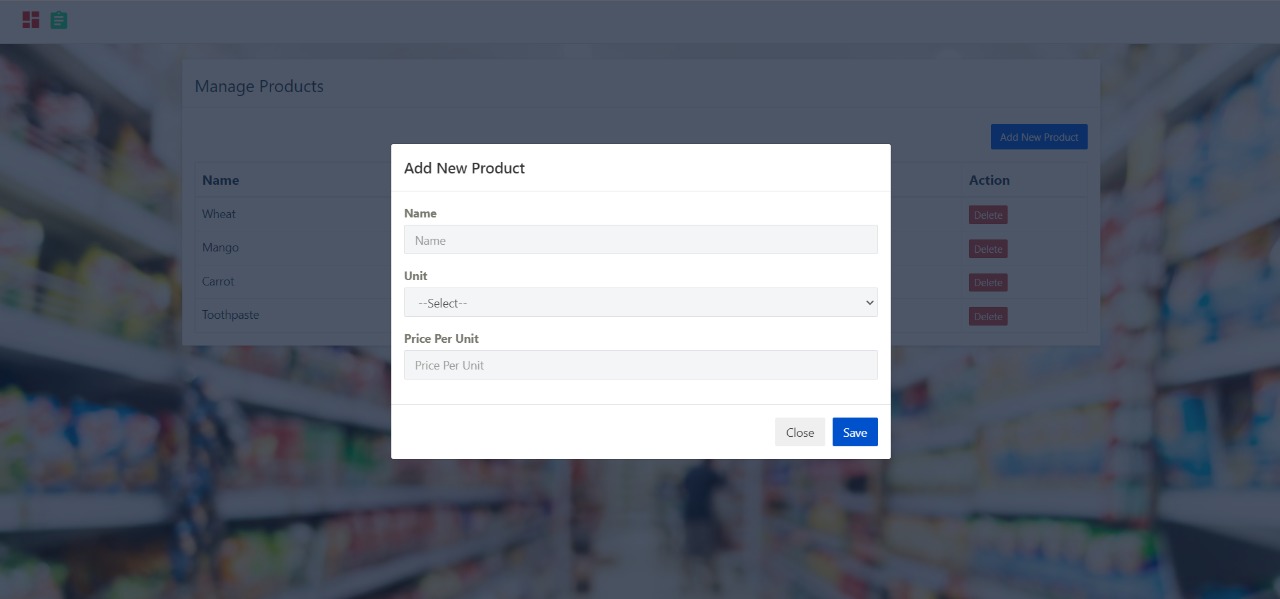 Manage Products
Add New Product
Name Action
Wheat Delete
Mango Delete
Carrot Delete
Toothpaste Delete
Add New Product
Name
Name
Unit
--Select--
Price Per Unit
Price Per Unit
Close Save